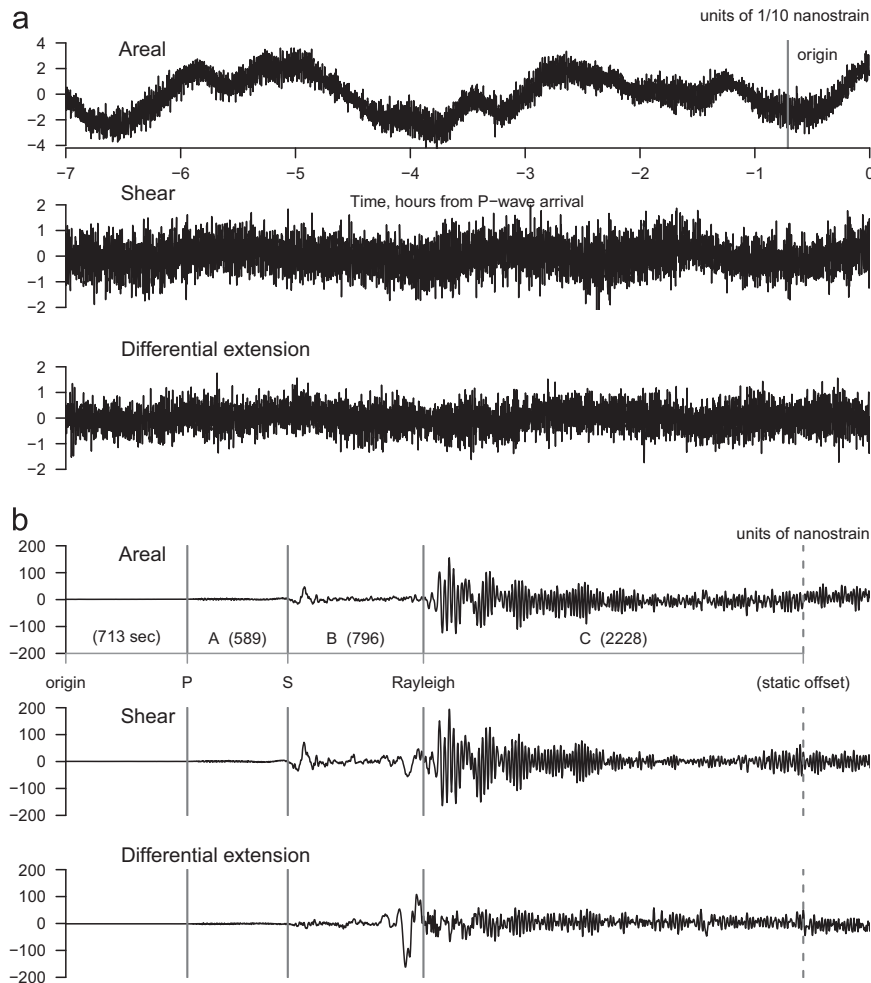 a
units of 1/10 nanostrain
Areal
origin
4
2
0
−2
−4
−7 −6 −5 −4 −3 −2 −1 0
Time, hours from P−wave arrival
Shear
2
1
0
−1
−2
Differential extension
2
1
0
−1
−2
b
units of nanostrain
Areal
200
100
0
−100
−200
(713 sec) A (589) B (796) C (2228)
origin P S Rayleigh (static offset)
Shear
200
100
0
−100
−200
Differential extension
200
100
0
−100
−200